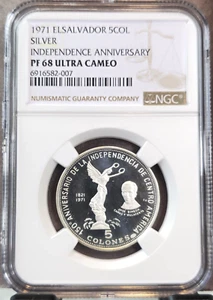 1971 ELSALVADOR 5COL
SILVER
INDEPENDENCE ANNIVERSARY
PF 68 ULTRA CAMEO
6916582-007
NUMISMATIC GUARANTY COMPANY
NGC
150 ANIVERSARIO DE LA INDEPENDENCIA DE CENTRO AMERICA
1821
1971
5
COLONES